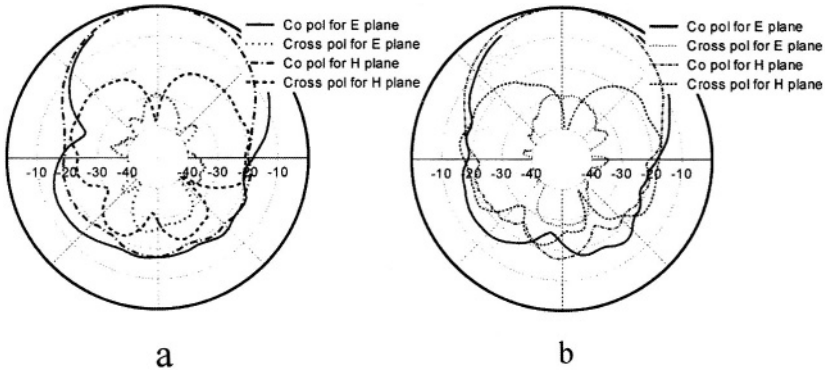 Co pol for E plane
Cross pol for E plane
Co pol for H plane
Cross pol for H plane
-10 -20 -30 -40 -40 -30 -20 -10
a
Co pol for E plane
Cross pol for E plane
Co pol for H plane
Cross pol for H plane
-10 -20 -30 -40 -40 -30 -20 -10
b